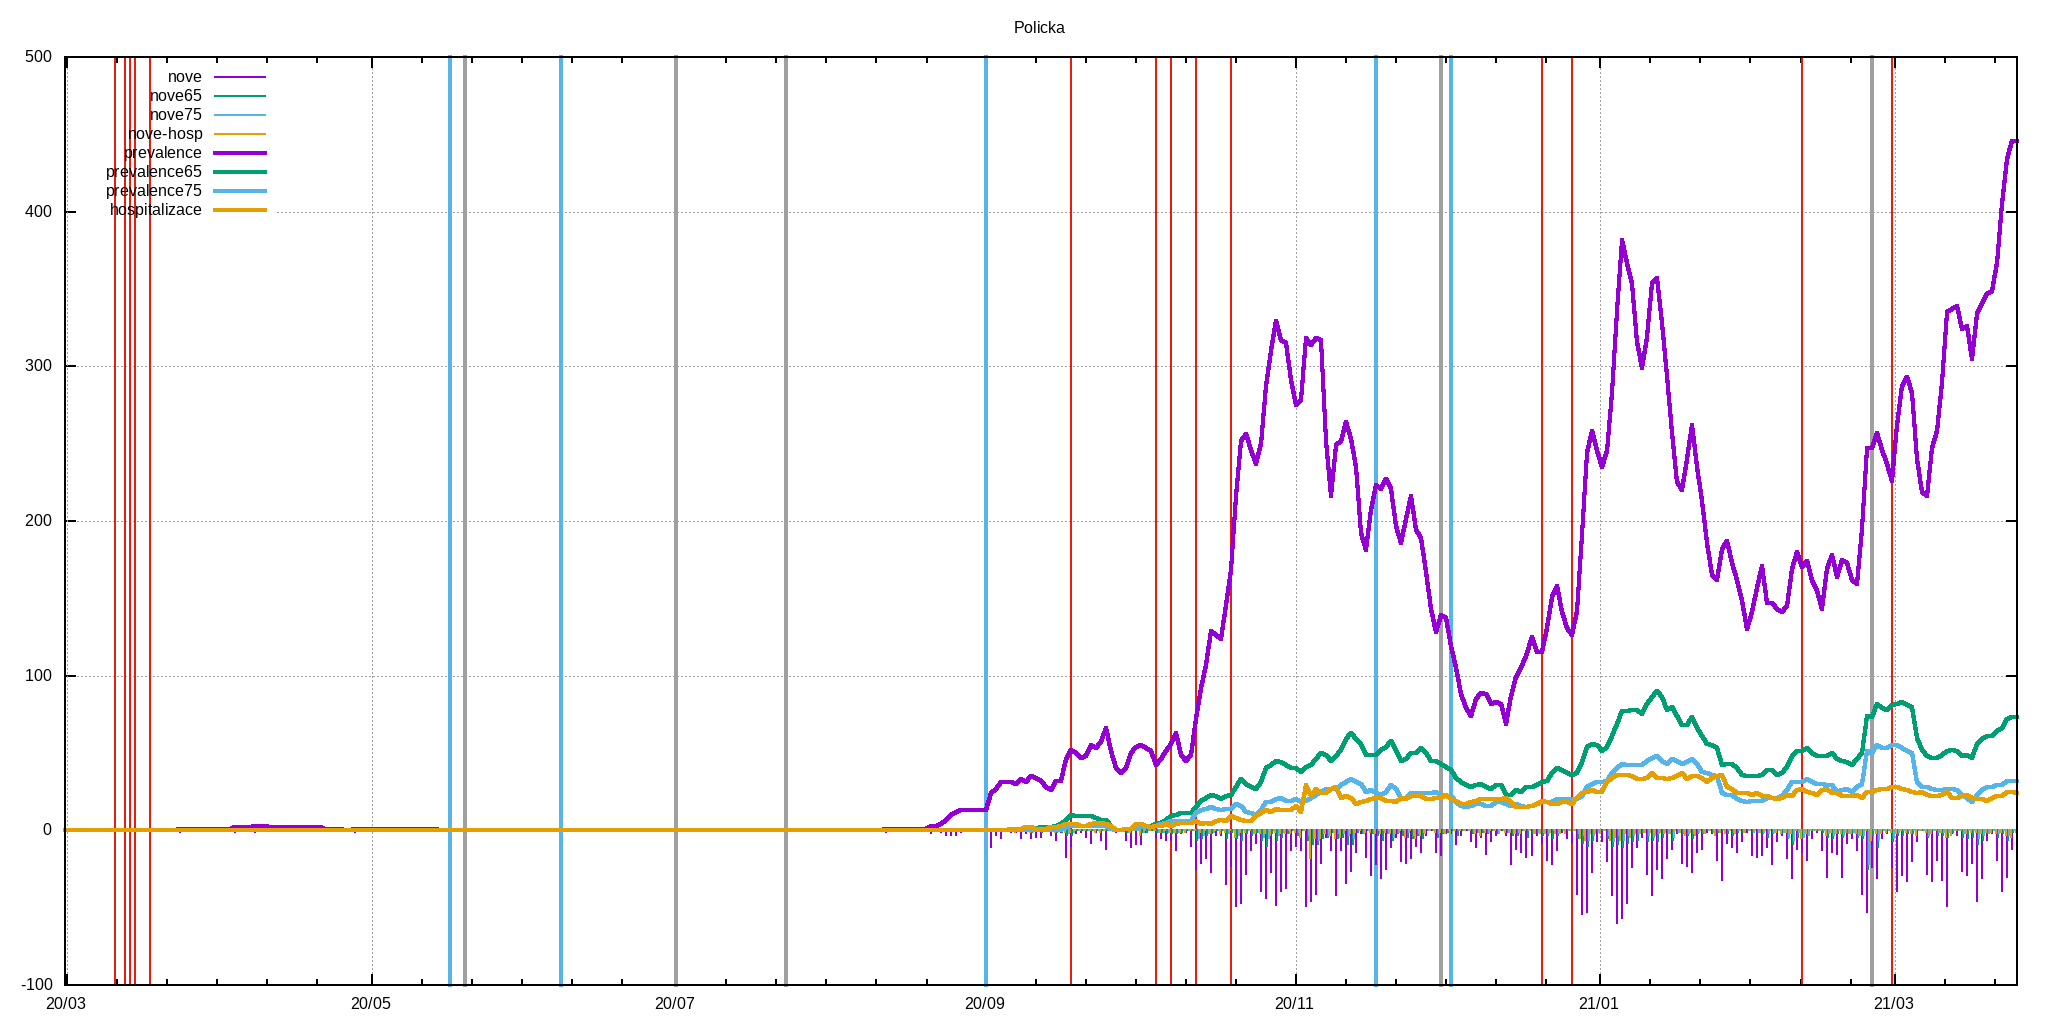 Policka
500
nove
nove65
nove75
nove-hosp
prevalence
prevalence65
prevalence75
hospitalizace
400
300
200
100
0
-100
20/03 20/05 20/07 20/09 20/11 21/01 21/03